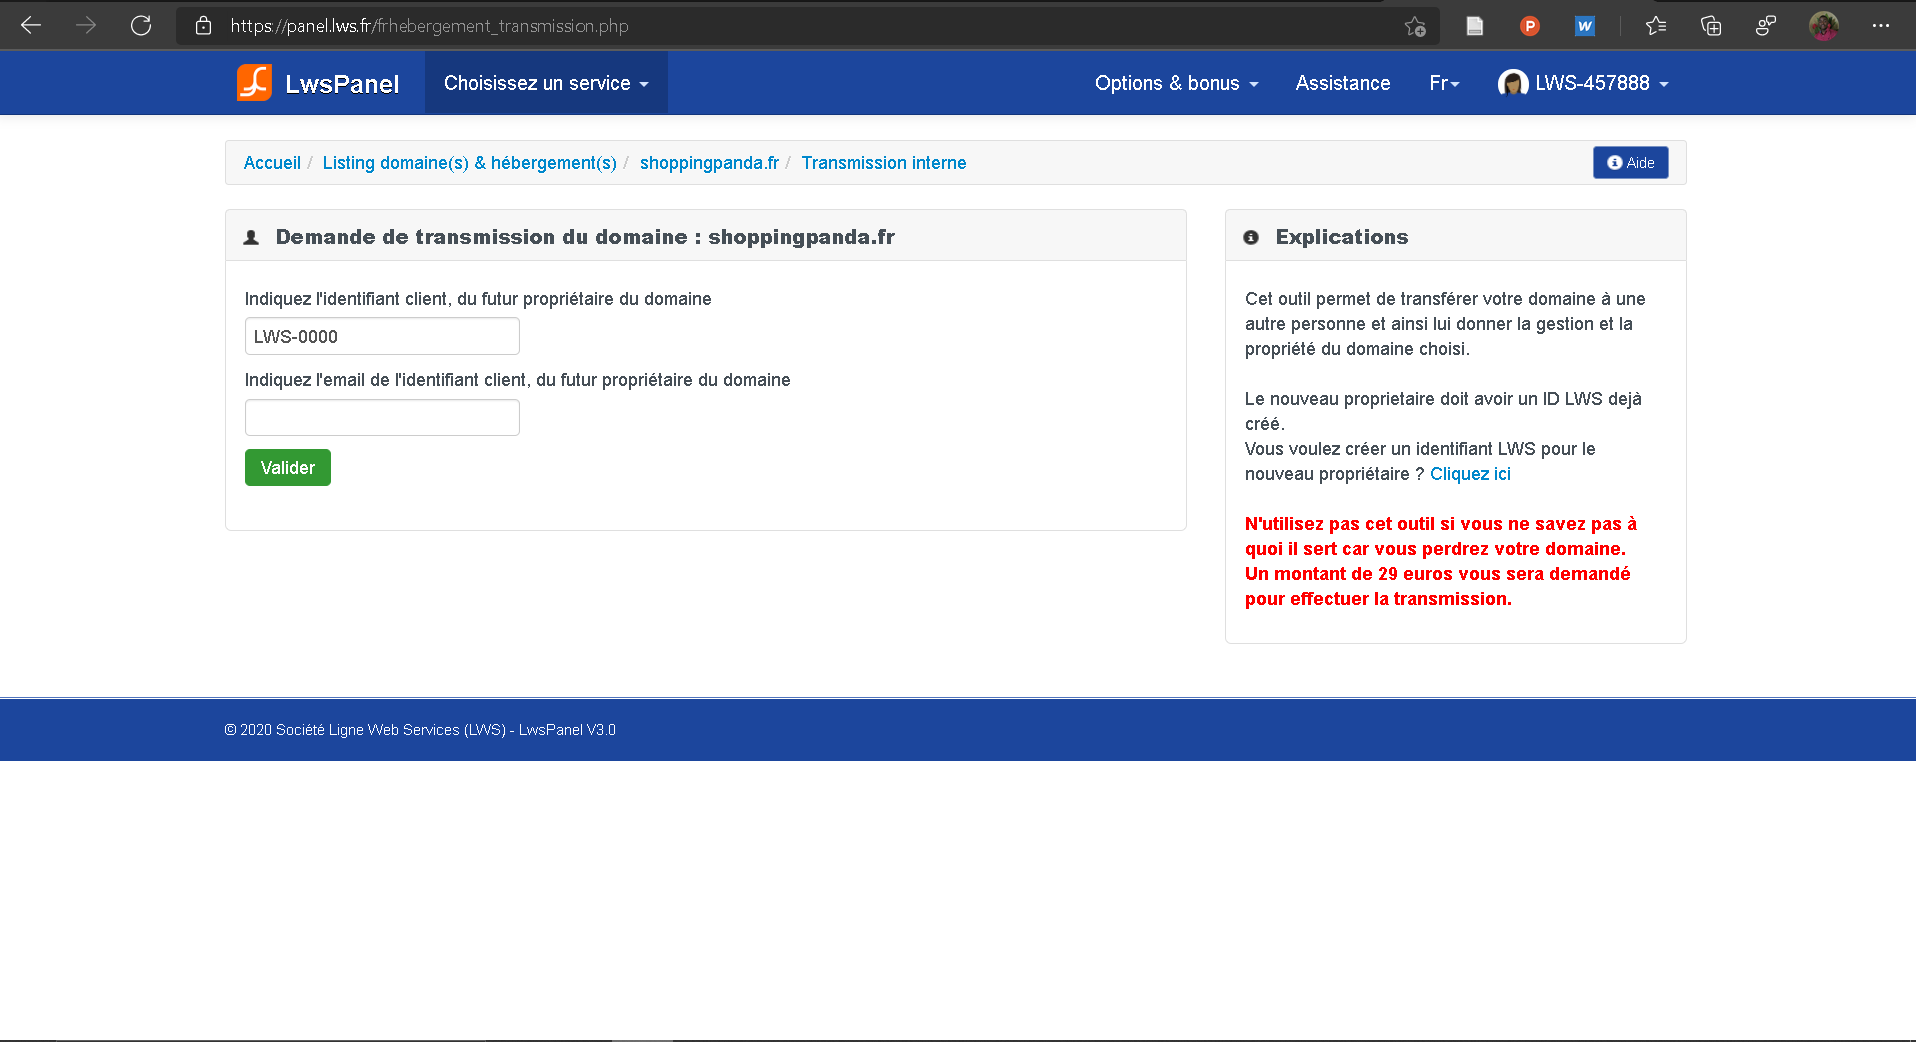 https://panel.lws.fr/frhebergement_transmission.php
P
W
LwsPanel
Choisissez un service
Options & bonus
Assistance
Fr
LWS-457888
Accueil / Listing domaine(s) & hébergement(s) / shoppingpanda.fr / Transmission interne
Aide
Demande de transmission du domaine : shoppingpanda.fr
Indiquez l'identifiant client, du futur propriétaire du domaine
LWS-0000
Indiquez l'email de l'identifiant client, du futur propriétaire du domaine
Valider
Explications
Cet outil permet de transférer votre domaine à une
autre personne et ainsi lui donner la gestion et la
propriété du domaine choisi.
Le nouveau proprietaire doit avoir un ID LWS dejà
créé.
Vous voulez créer un identifiant LWS pour le
nouveau propriétaire ? Cliquez ici
N'utilisez pas cet outil si vous ne savez pas à
quoi il sert car vous perdrez votre domaine.
Un montant de 29 euros vous sera demandé
pour effectuer la transmission.
© 2020 Société Ligne Web Services (LWS) - LwsPanel V3.0